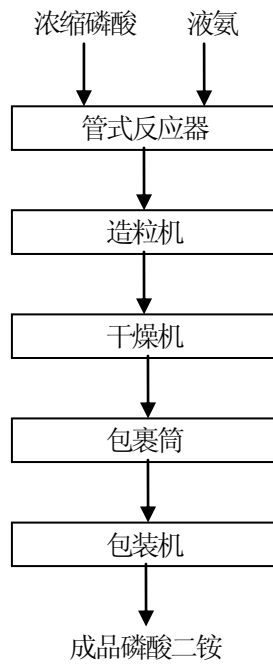 浓缩磷酸 液氨
管式反应器
造粒机
干燥机
包裹筒
包装机
成品磷酸二铵